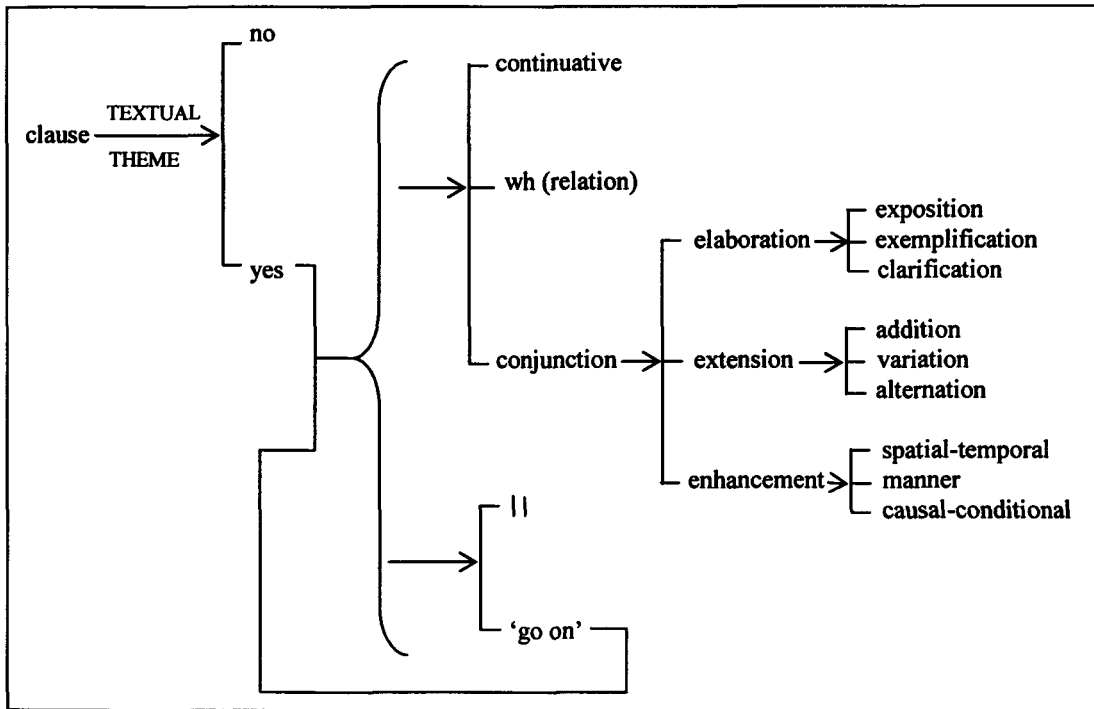 no
continuative
TEXTUAL
clause
THEME
wh (relation)
exposition
elaboration
exemplification
clarification
yes
addition
conjunction
extension
variation
alternation
spatial-temporal
enhancement
manner
causal-conditional
||
‘go on’